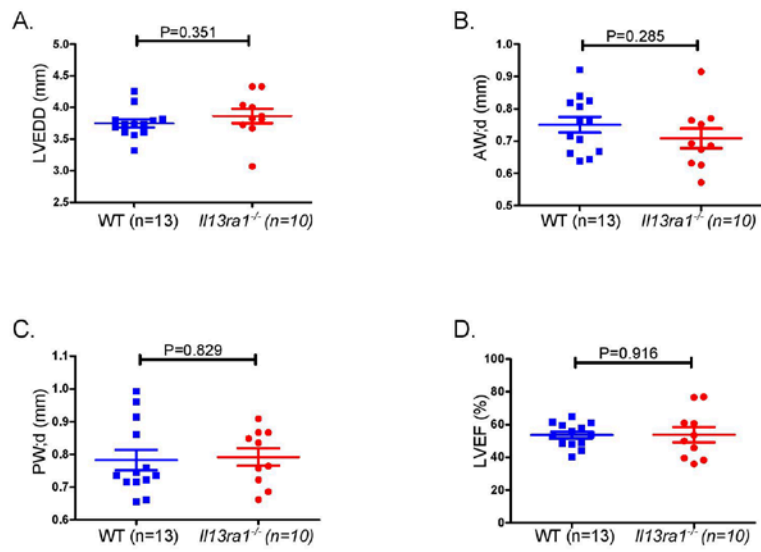 A.
P=0.351
5.0
4.5
4.0
3.5
3.0
2.5
LVEDD (mm)
WT (n=13) Il13ra1-/- (n=10)
B.
P=0.285
1.0
0.9
0.8
0.7
0.6
0.5
AW;d (mm)
WT (n=13) Il13ra1-/- (n=10)
C.
P=0.829
1.1
1.0
0.9
0.8
0.7
0.6
PW;d (mm)
WT (n=13) Il13ra1-/- (n=10)
D.
P=0.916
100
80
60
40
20
0
LVEF (%)
WT (n=13) Il13ra1-/- (n=10)